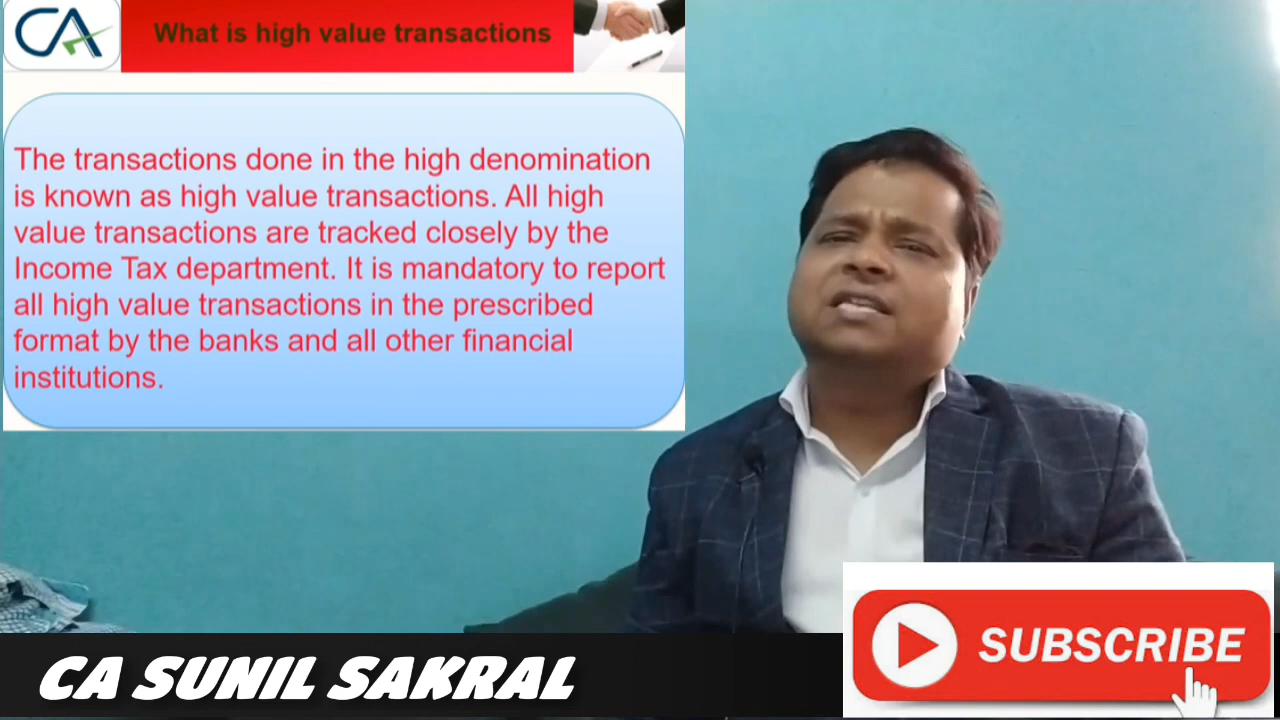 CA
What is high value transactions
The transactions done in the high denomination
is known as high value transactions. All high
value transactions are tracked closely by the
Income Tax department. It is mandatory to report
all high value transactions in the prescribed
format by the banks and all other financial
institutions.
CA SUNIL SAKRAL
SUBSCRIBE